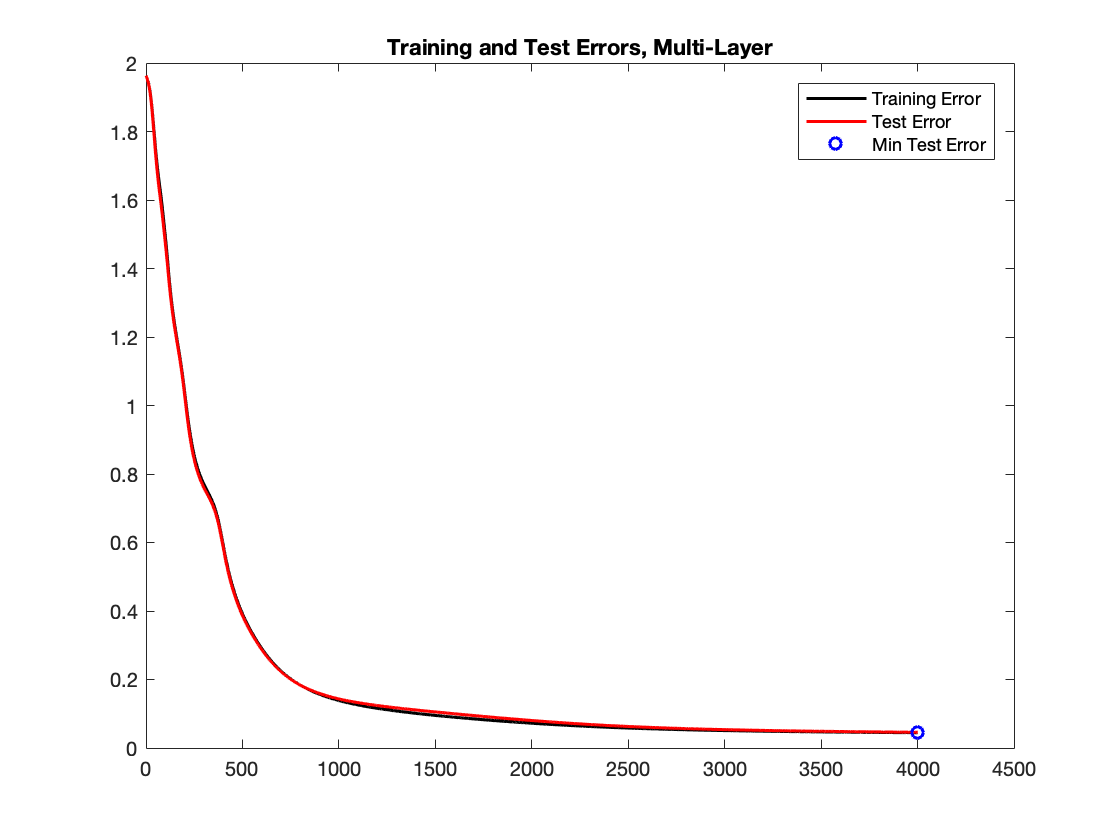 Training and Test Errors, Multi-Layer
Training Error
Test Error
Min Test Error
2
1.8
1.6
1.4
1.2
1
0.8
0.6
0.4
0.2
0
0 500 1000 1500 2000 2500 3000 3500 4000 4500